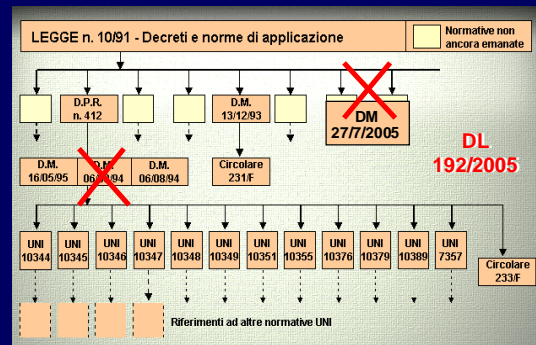 LEGGE n. 10/91 - Decreti e norme di applicazione
Normative non
ancora emanate
D.P.R.
n. 412
D.M.
13/12/93
DM
27/7/2005
DL
192/2005
D.M.
16/05/95
D.M.
06/ /94
D.M.
06/08/94
Circolare
231/F
UNI
10344
UNI
10345
UNI
10346
UNI
10347
UNI
10348
UNI
10349
UNI
10351
UNI
10355
UNI
10376
UNI
10379
UNI
10389
UNI
7357
Circolare
233/F
Riferimenti ad altre normative UNI